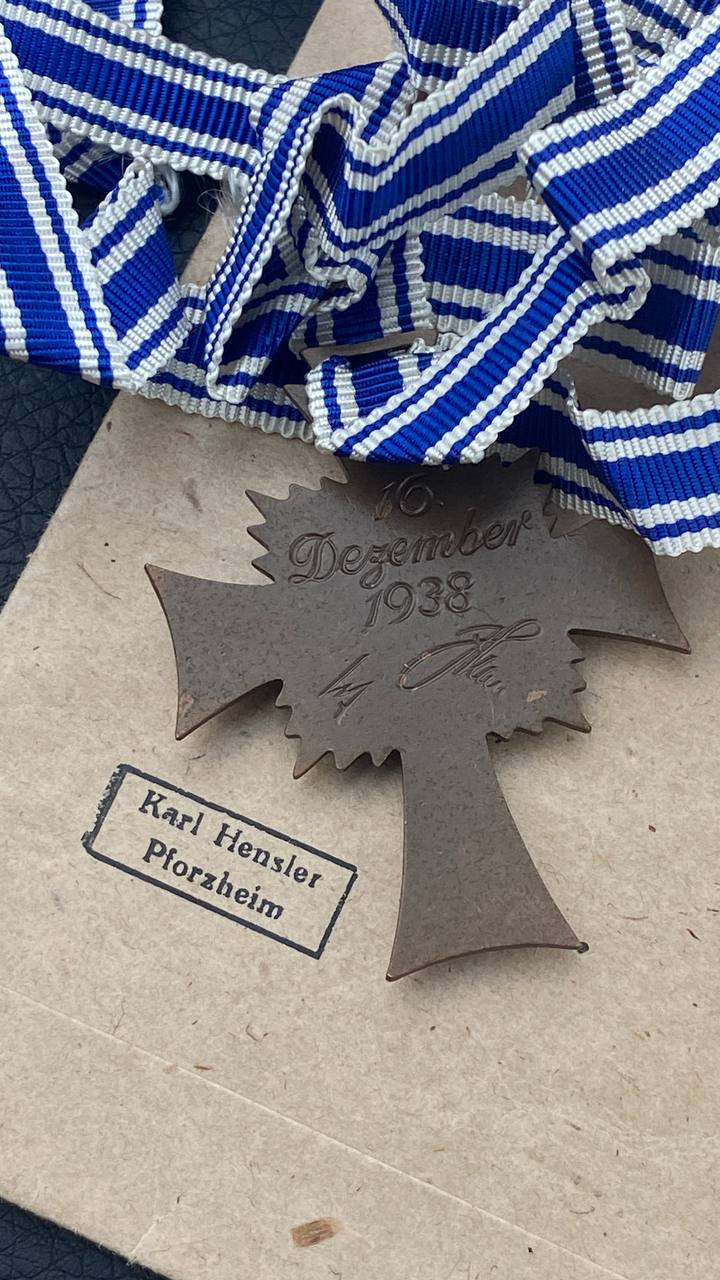 16.
Dezember
1938
Karl Hensler
Pforzheim